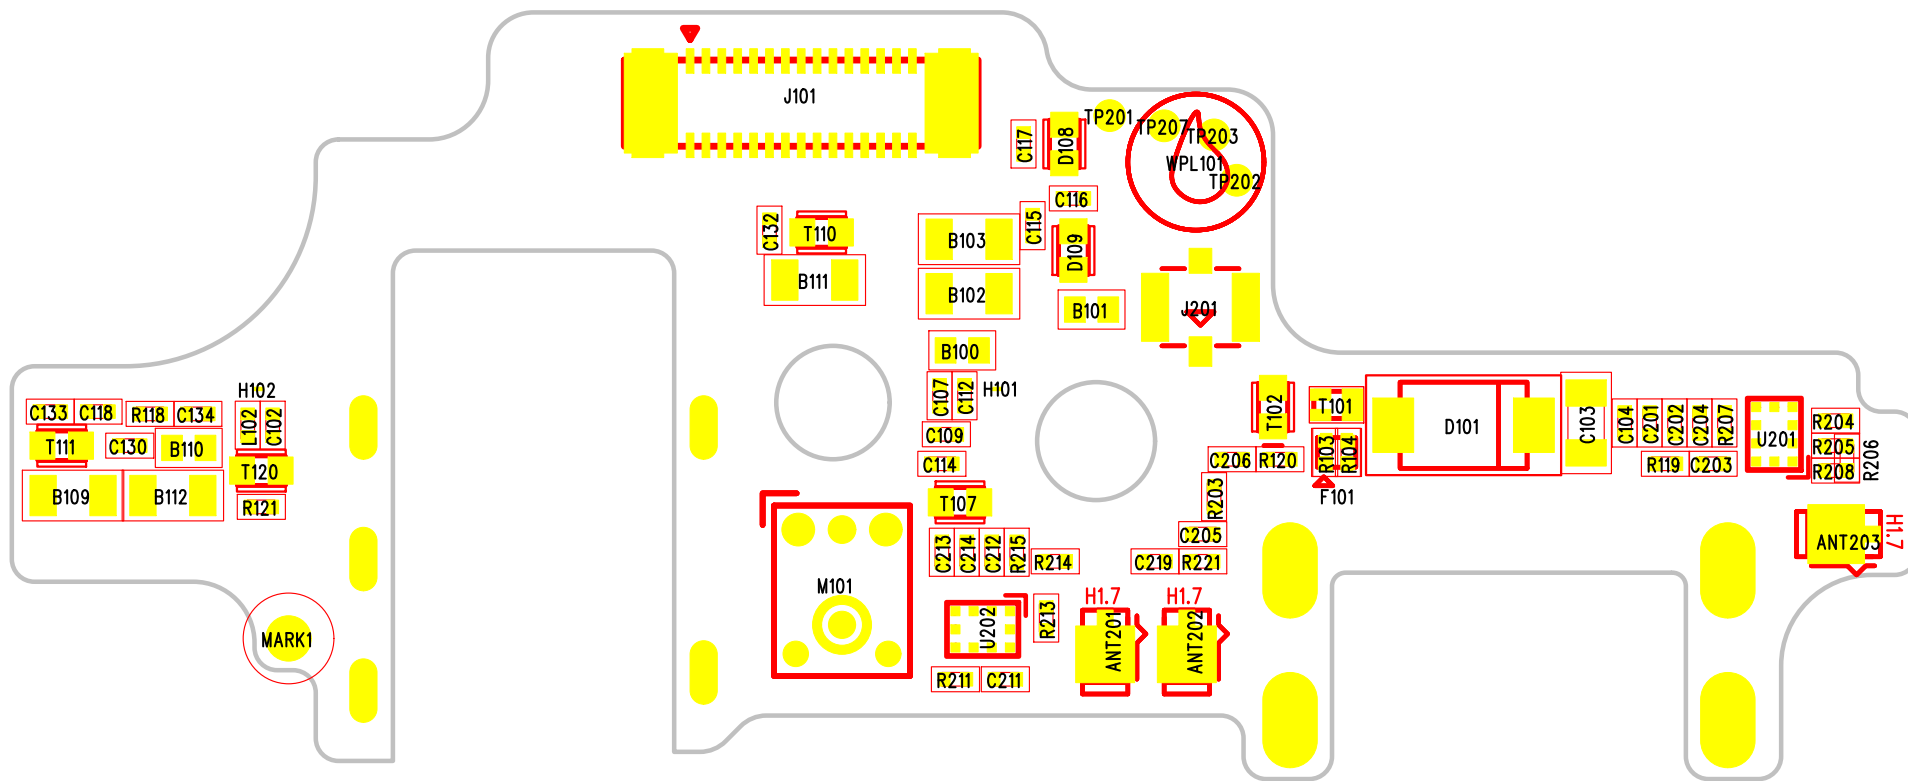 J101
TP201
TP207
TP203
WPL101
TP202
C117
D108
C116
C132
T110
B111
B103
C115
D109
B102
B101
J201
B100
C107
C112
H101
C109
C114
T107
C213
C214
C212
R215
R214
M101
U202
R213
R211
C211
H1.7
ANT201
H1.7
ANT202
C219
R221
C205
R203
C206
R120
T102
T101
R103
R104
F101
D101
C103
C104
C201
C202
C204
R207
R119
C203
U201
R204
R205
R208
R206
H1.7
ANT203
H102
C133
C118
R118
C134
L102
C102
T111
C130
B110
T120
B109
B112
R121
MARK1